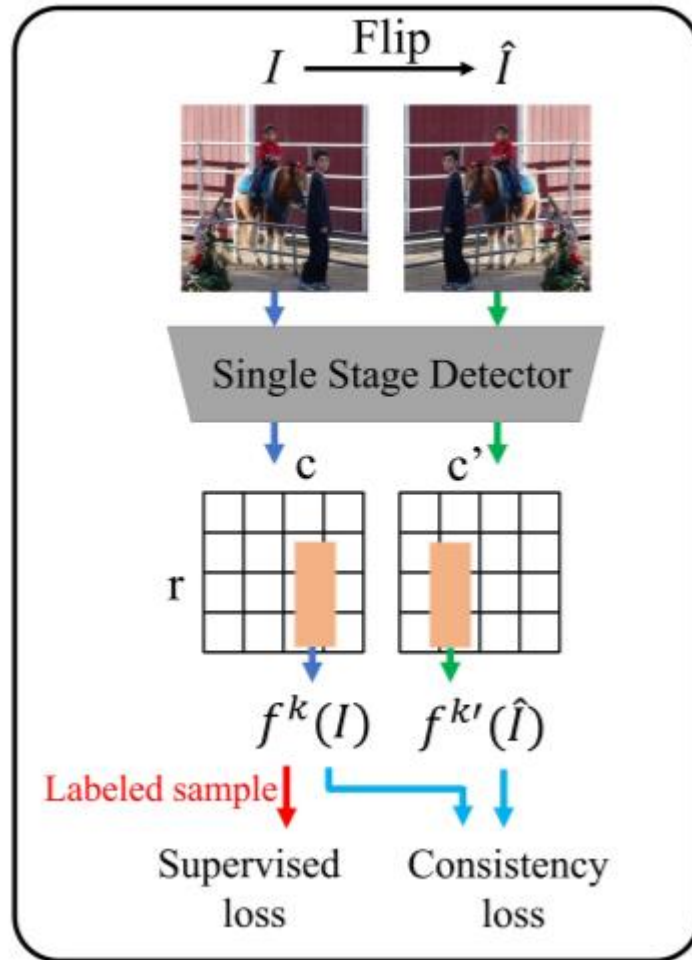 Flip
I Î
Single Stage Detector
c c’
r
f^k(I) f^{k′}(Î)
Labeled sample
Supervised loss
Consistency loss